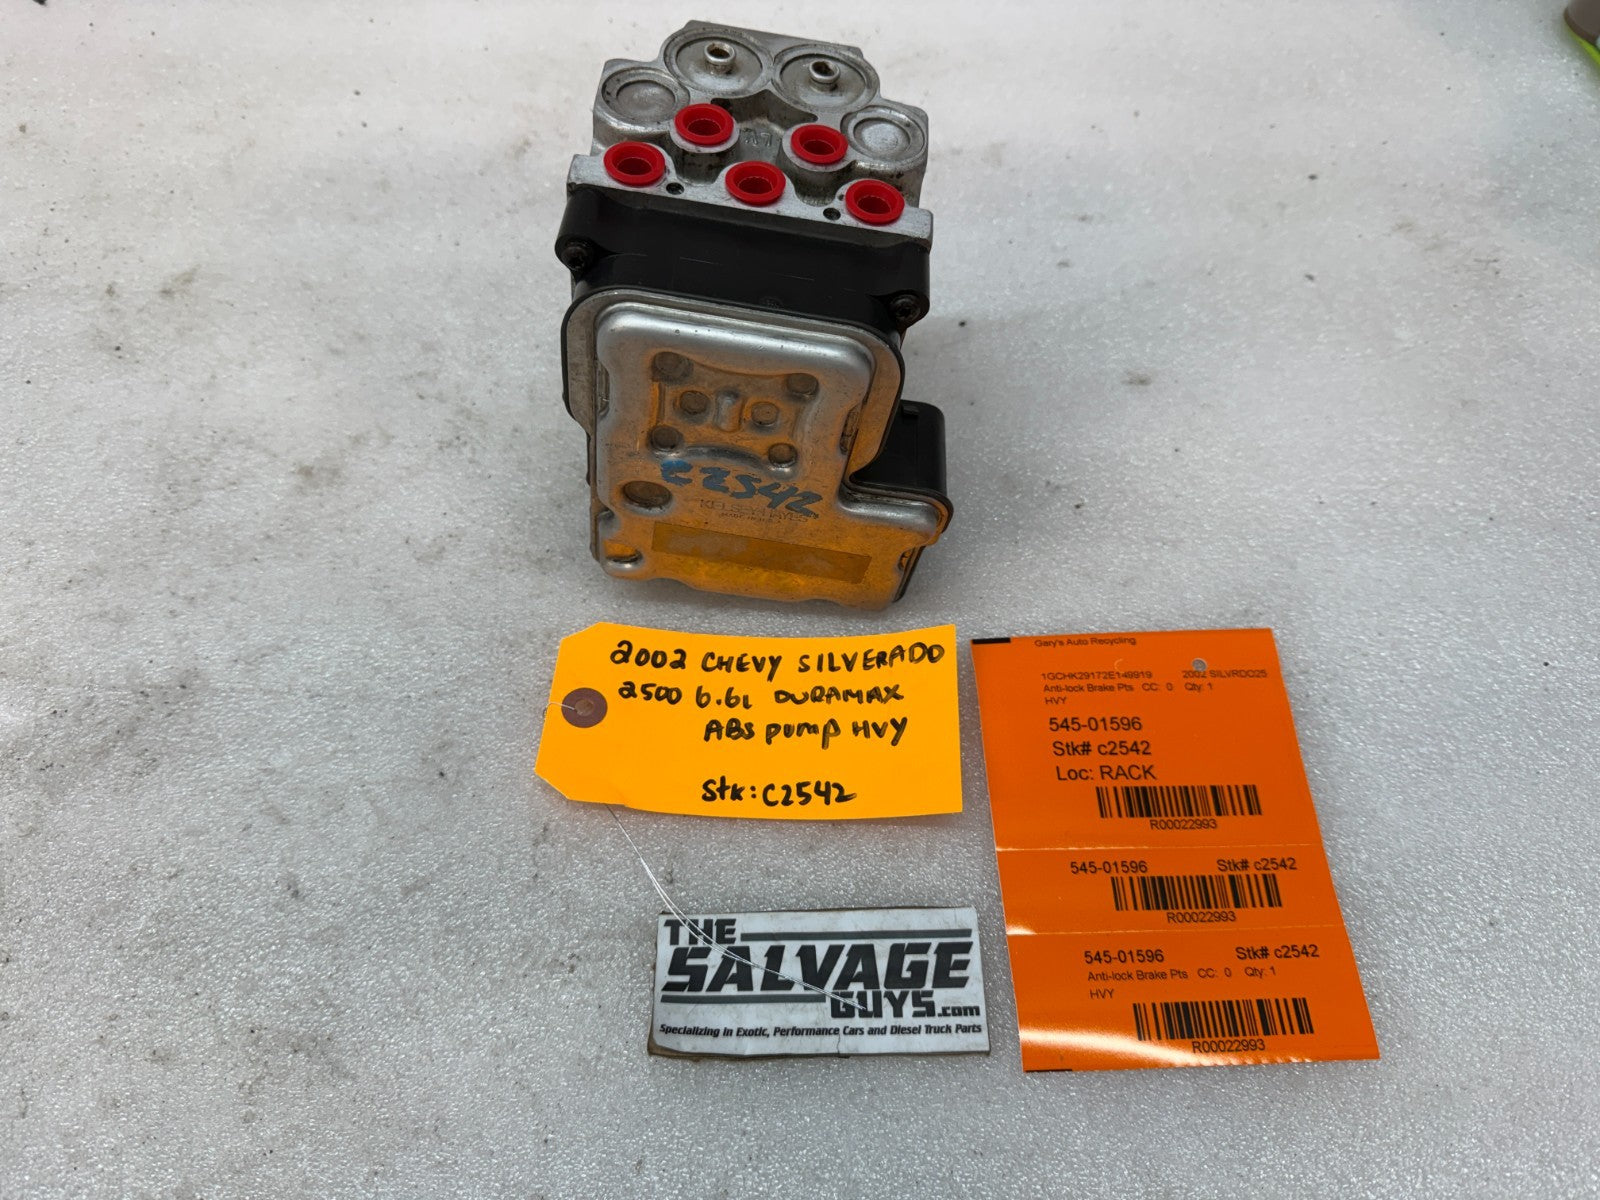 C2542
KELSEY-HAYES
2002 CHEVY SILVERADO
2500 6.6L DURAMAX
ABS pump HVY
Stk: C2542
THE
SALVAGE
GUYS.com
Specializing in Exotic, Performance Cars and Diesel Truck Parts
Gary's Auto Recycling
1GCHK29172E149919 2002 SILVRDO25
Anti-lock Brake Pts CC: 0 Qty: 1
HVY
545-01596
Stk# c2542
Loc: RACK
R00022993
545-01596 Stk# c2542
R00022993
545-01596 Stk# c2542
Anti-lock Brake Pts CC: 0 Qty: 1
HVY
R00022993